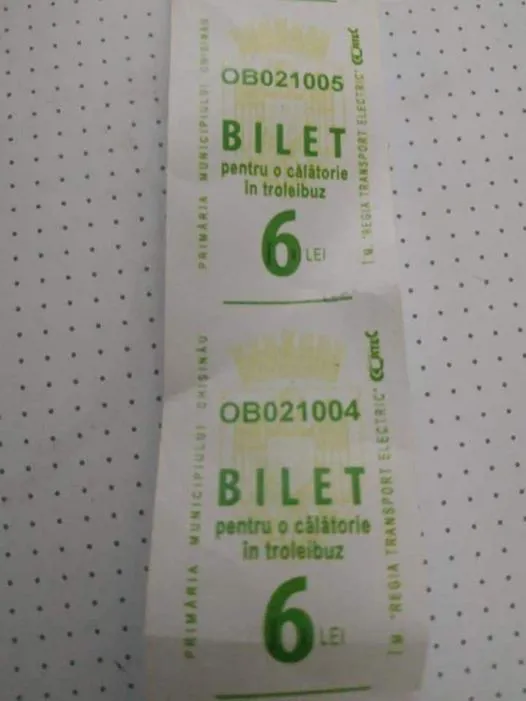 PRIMĂRIA MUNICIPIULUI CHIȘINĂU
OB021005
BILET
pentru o călătorie
în troleibuz
6 LEI
Î.M. "REGIA TRANSPORT ELECTRIC"
PRIMĂRIA MUNICIPIULUI CHIȘINĂU
OB021004
BILET
pentru o călătorie
în troleibuz
6 LEI
Î.M. "REGIA TRANSPORT ELECTRIC"